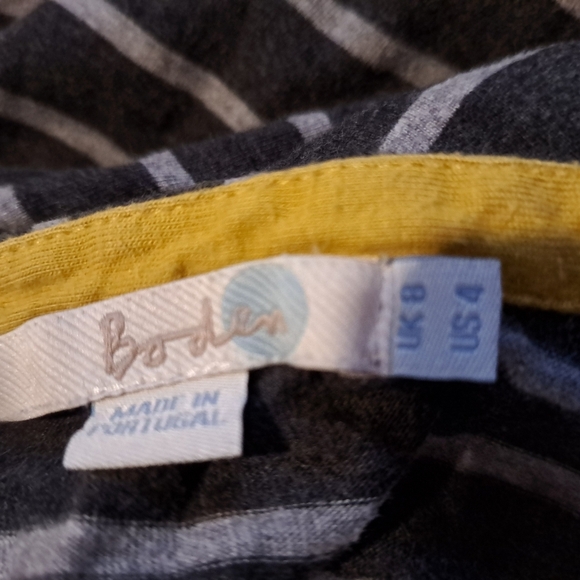 Boden
UK 8
US 4
MADE IN
PORTUGAL